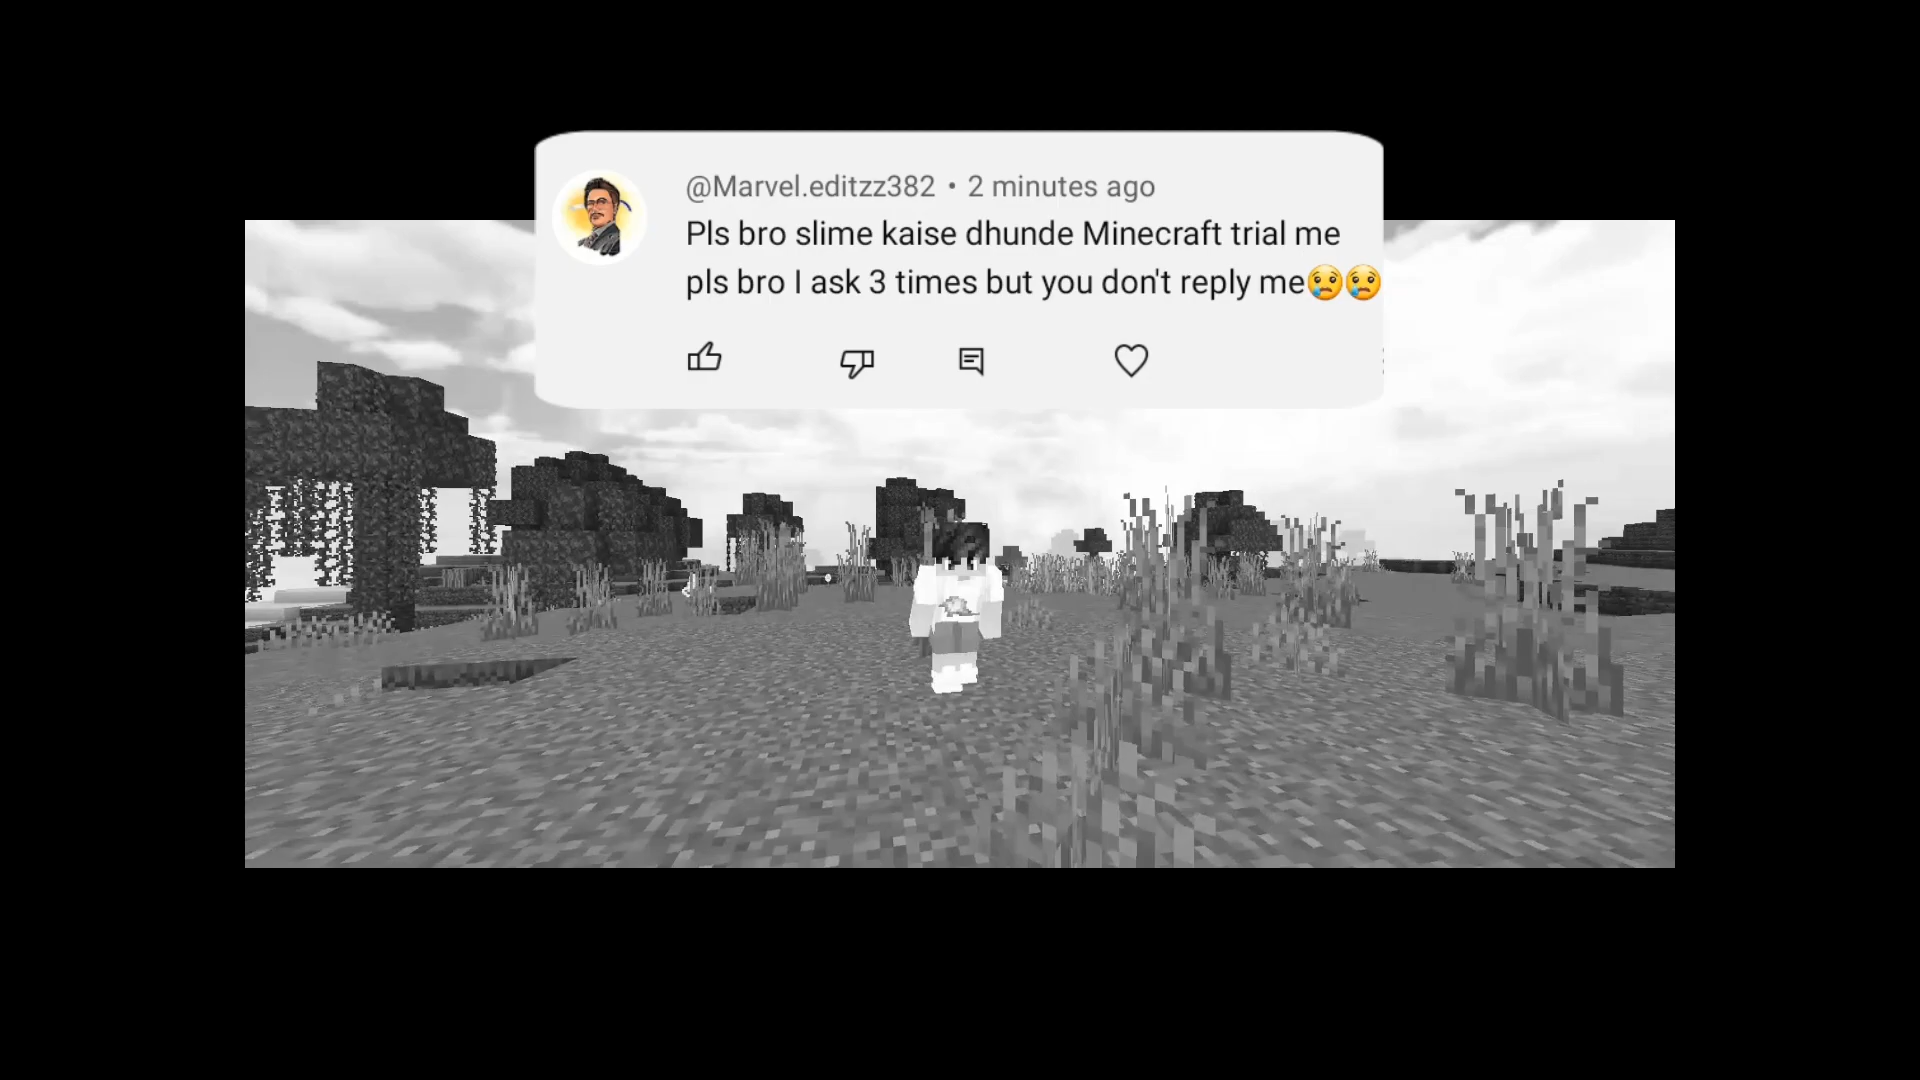 @Marvel.editzz382 • 2 minutes ago
Pls bro slime kaise dhunde Minecraft trial me
pls bro I ask 3 times but you don't reply me😢😢